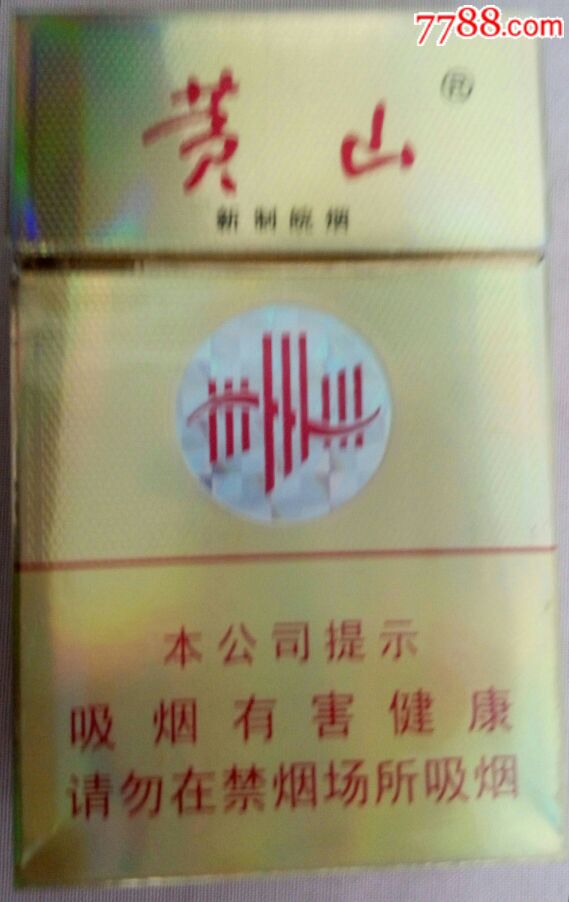 7788.com
黄山®
新制皖烟
本公司提示
吸烟有害健康
请勿在禁烟场所吸烟